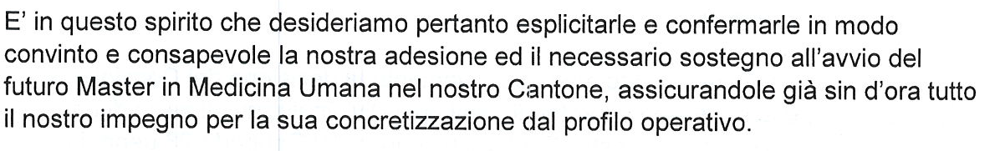 E' in questo spirito che desideriamo pertanto esplicitarle e confermarle in modo
convinto e consapevole la nostra adesione ed il necessario sostegno all'avvio del
futuro Master in Medicina Umana nel nostro Cantone, assicurandole già sin d'ora tutto
il nostro impegno per la sua concretizzazione dal profilo operativo.